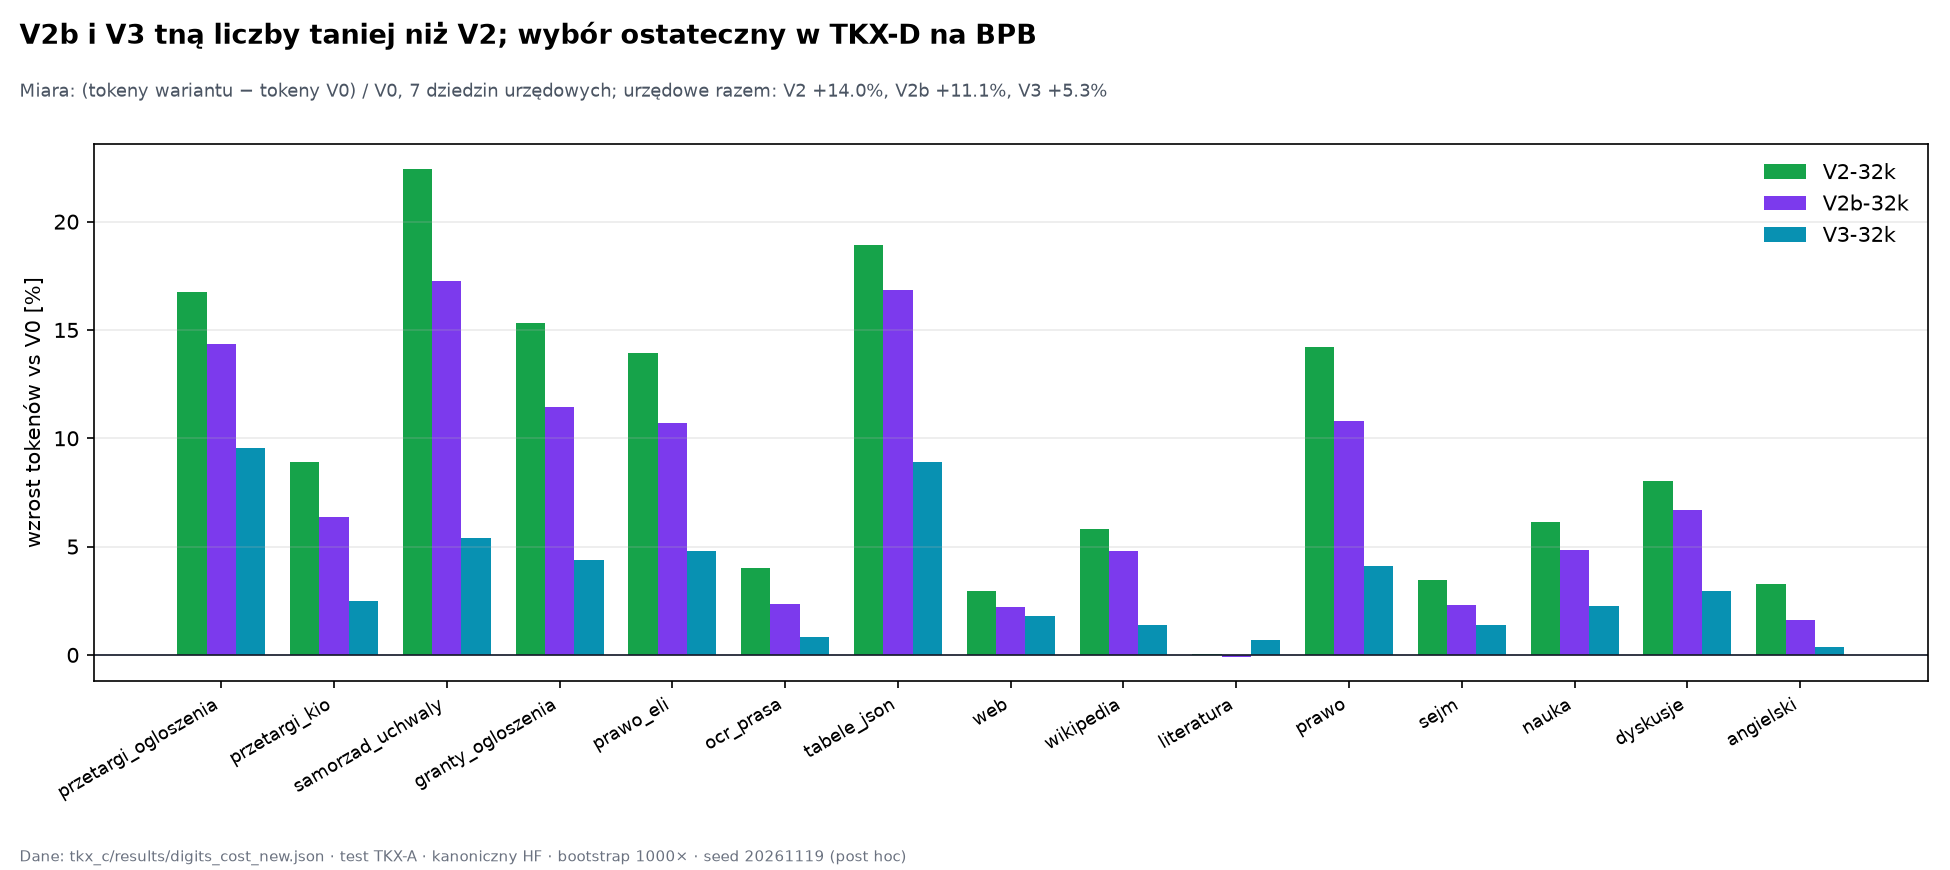 V2b i V3 tną liczby taniej niż V2; wybór ostateczny w TKX-D na BPB
Miara: (tokeny wariantu − tokeny V0) / V0, 7 dziedzin urzędowych; urzędowe razem: V2 +14.0%, V2b +11.1%, V3 +5.3%
V2-32k
V2b-32k
V3-32k
wzrost tokenów vs V0 [%]
20
15
10
5
0
przetargi_ogloszenia
przetargi_kio
samorzad_uchwaly
granty_ogloszenia
prawo_eli
ocr_prasa
tabele_json
web
wikipedia
literatura
prawo
sejm
nauka
dyskusje
angielski
Dane: tkx_c/results/digits_cost_new.json · test TKX-A · kanoniczny HF · bootstrap 1000× · seed 20261119 (post hoc)